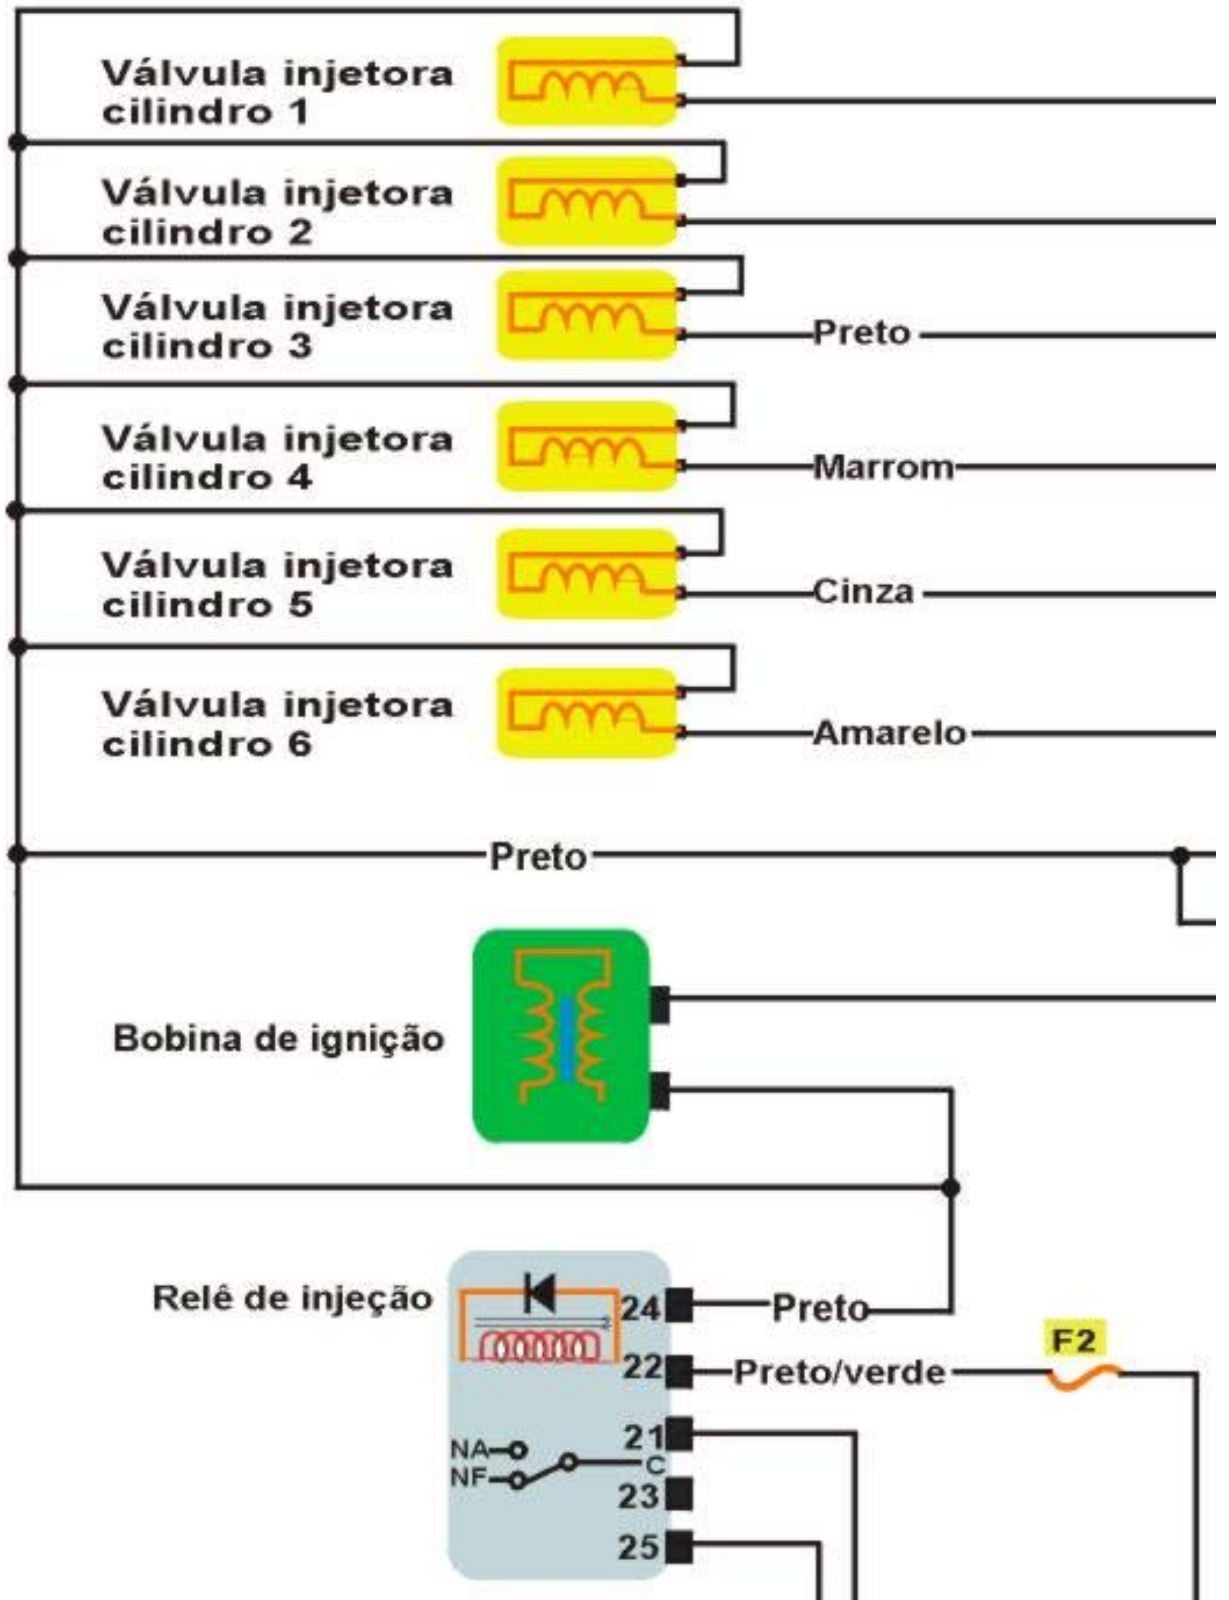 Válvula injetora
cilindro 1
Válvula injetora
cilindro 2
Válvula injetora
cilindro 3
Preto
Válvula injetora
cilindro 4
Marrom
Válvula injetora
cilindro 5
Cinza
Válvula injetora
cilindro 6
Amarelo
Preto
Bobina de ignição
Relê de injeção
24
Preto
F2
22
Preto/verde
21
NA
C
NF
23
25